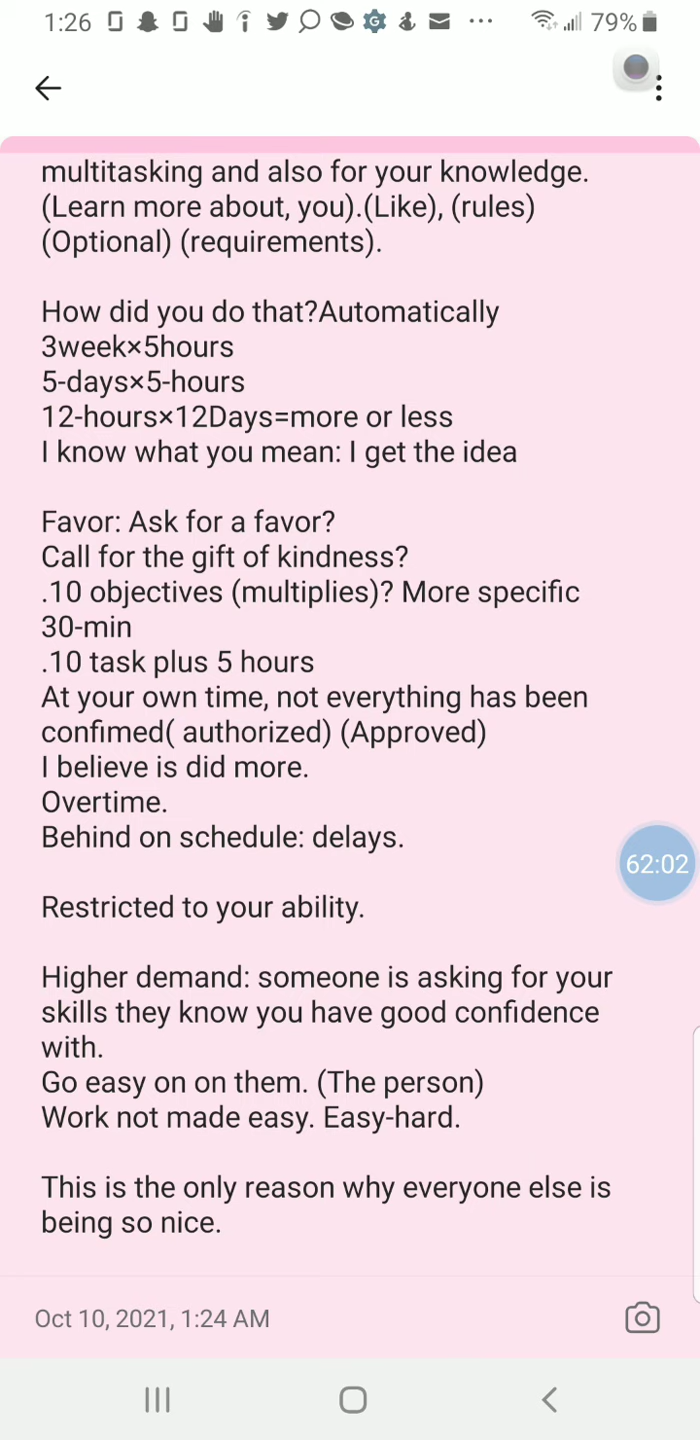 1:26
79%
multitasking and also for your knowledge.
(Learn more about, you).(Like), (rules)
(Optional) (requirements).
How did you do that?Automatically
3week×5hours
5-days×5-hours
12-hours×12Days=more or less
I know what you mean: I get the idea
Favor: Ask for a favor?
Call for the gift of kindness?
.10 objectives (multiplies)? More specific
30-min
.10 task plus 5 hours
At your own time, not everything has been
confimed( authorized) (Approved)
I believe is did more.
Overtime.
Behind on schedule: delays.
62:02
Restricted to your ability.
Higher demand: someone is asking for your
skills they know you have good confidence
with.
Go easy on on them. (The person)
Work not made easy. Easy-hard.
This is the only reason why everyone else is
being so nice.
Oct 10, 2021, 1:24 AM